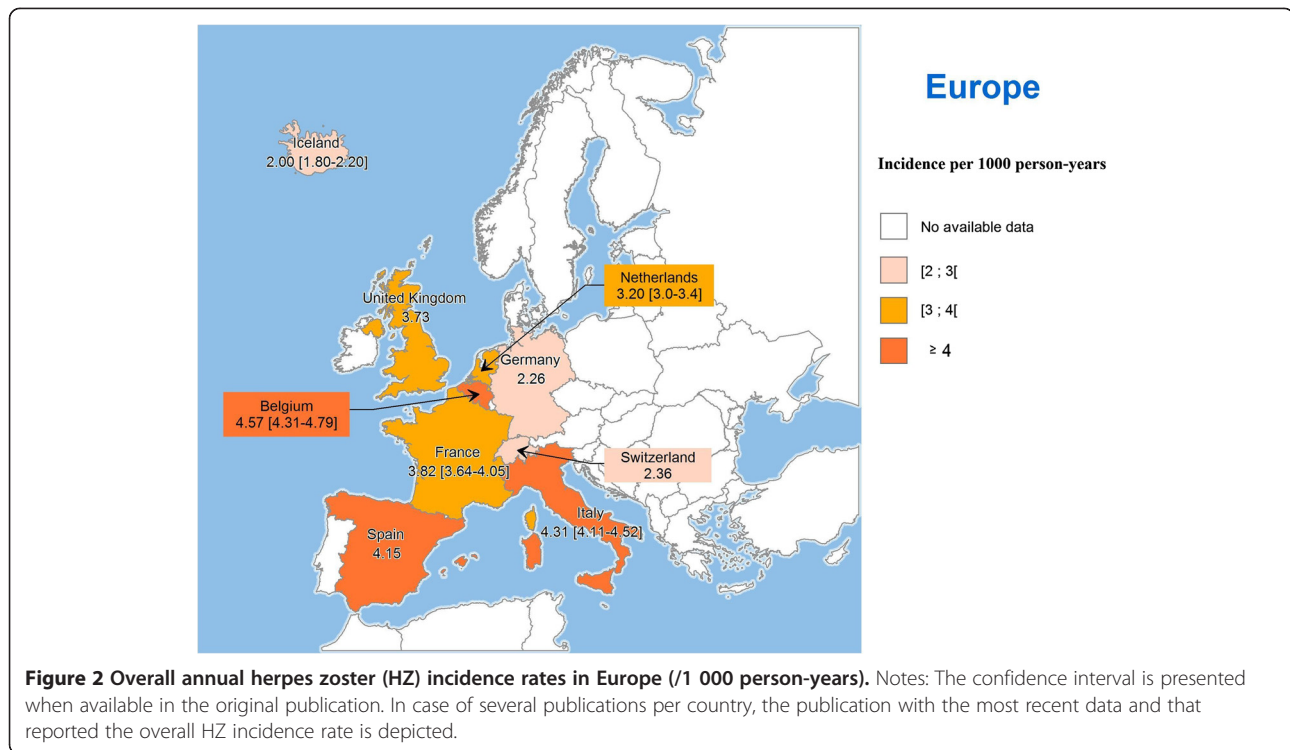 Europe
Incidence per 1000 person-years
No available data
[2 ; 3[
[3 ; 4[
≥ 4
Iceland
2.00 [1.80-2.20]
United Kingdom
3.73
Netherlands
3.20 [3.0-3.4]
Germany
2.26
Belgium
4.57 [4.31-4.79]
France
3.82 [3.64-4.05]
Switzerland
2.36
Italy
4.31 [4.11-4.52]
Spain
4.15
Figure 2 Overall annual herpes zoster (HZ) incidence rates in Europe (/1 000 person-years). Notes: The confidence interval is presented
when available in the original publication. In case of several publications per country, the publication with the most recent data and that
reported the overall HZ incidence rate is depicted.